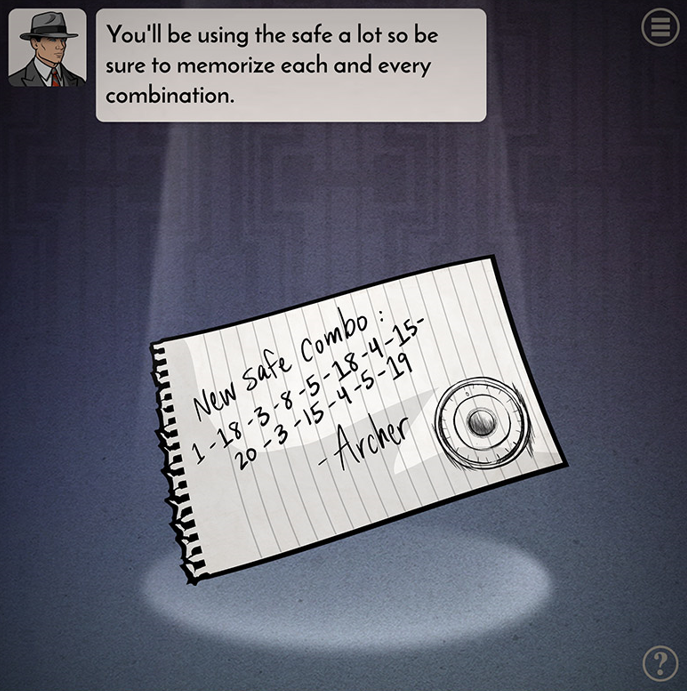 You'll be using the safe a lot so be
sure to memorize each and every
combination.
New Safe Combo :
1-18-3-8-5-18-4-15-
20-3-15-4-5-19
-Archer
?